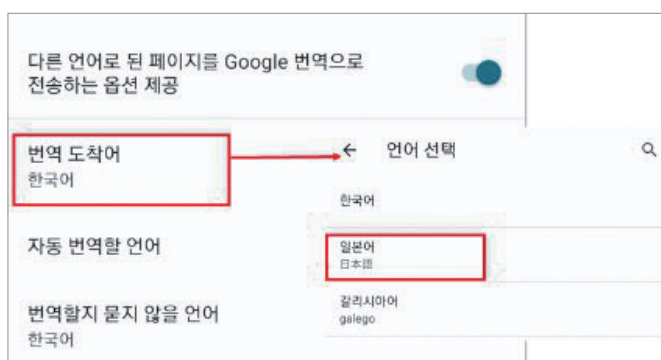 다른 언어로 된 페이지를 Google 번역으로
전송하는 옵션 제공
번역 도착어
한국어
자동 번역할 언어
번역할지 묻지 않을 언어
한국어
언어 선택
한국어
일본어
日本語
갈리시아어
galego